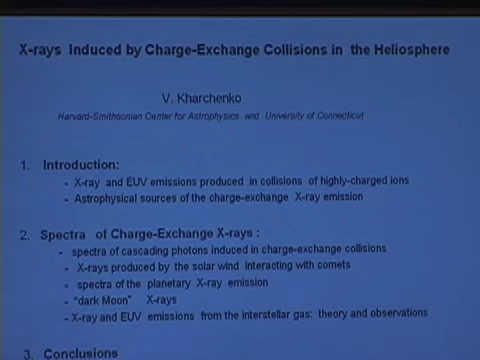 X-rays Induced by Charge-Exchange Collisions in the Heliosphere
V. Kharchenko
Harvard-Smithsonian Center for Astrophysics and University of Connecticut
1. Introduction:
- X-ray and EUV emissions produced in collisions of highly-charged ions
- Astrophysical sources of the charge-exchange X-ray emission
2. Spectra of Charge-Exchange X-rays :
- spectra of cascading photons induced in charge-exchange collisions
- X-rays produced by the solar wind interacting with comets
- spectra of the planetary X-ray emission
- "dark Moon" X-rays
- X-ray and EUV emissions from the interstellar gas: theory and observations
3. Conclusions